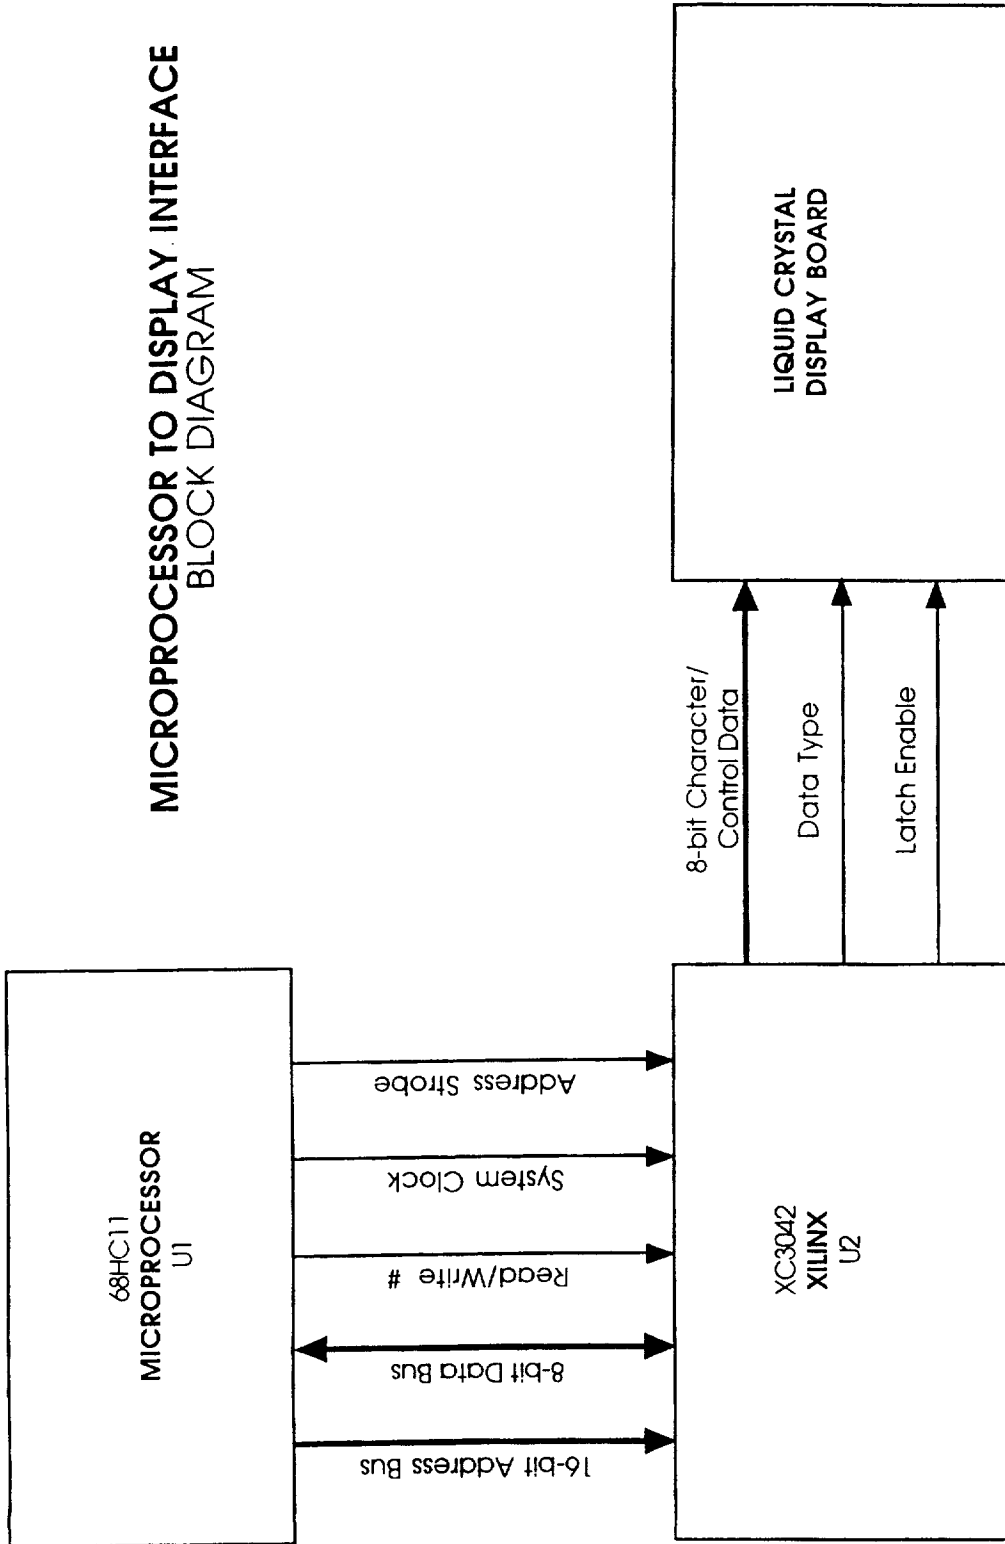 MICROPROCESSOR TO DISPLAY INTERFACE
BLOCK DIAGRAM
68HC11
MICROPROCESSOR
U1
16-bit Address Bus
8-bit Data Bus
Read/Write #
System Clock
Address Strobe
XC3042
XILINX
U2
8-bit Character/
Control Data
Data Type
Latch Enable
LIQUID CRYSTAL
DISPLAY BOARD